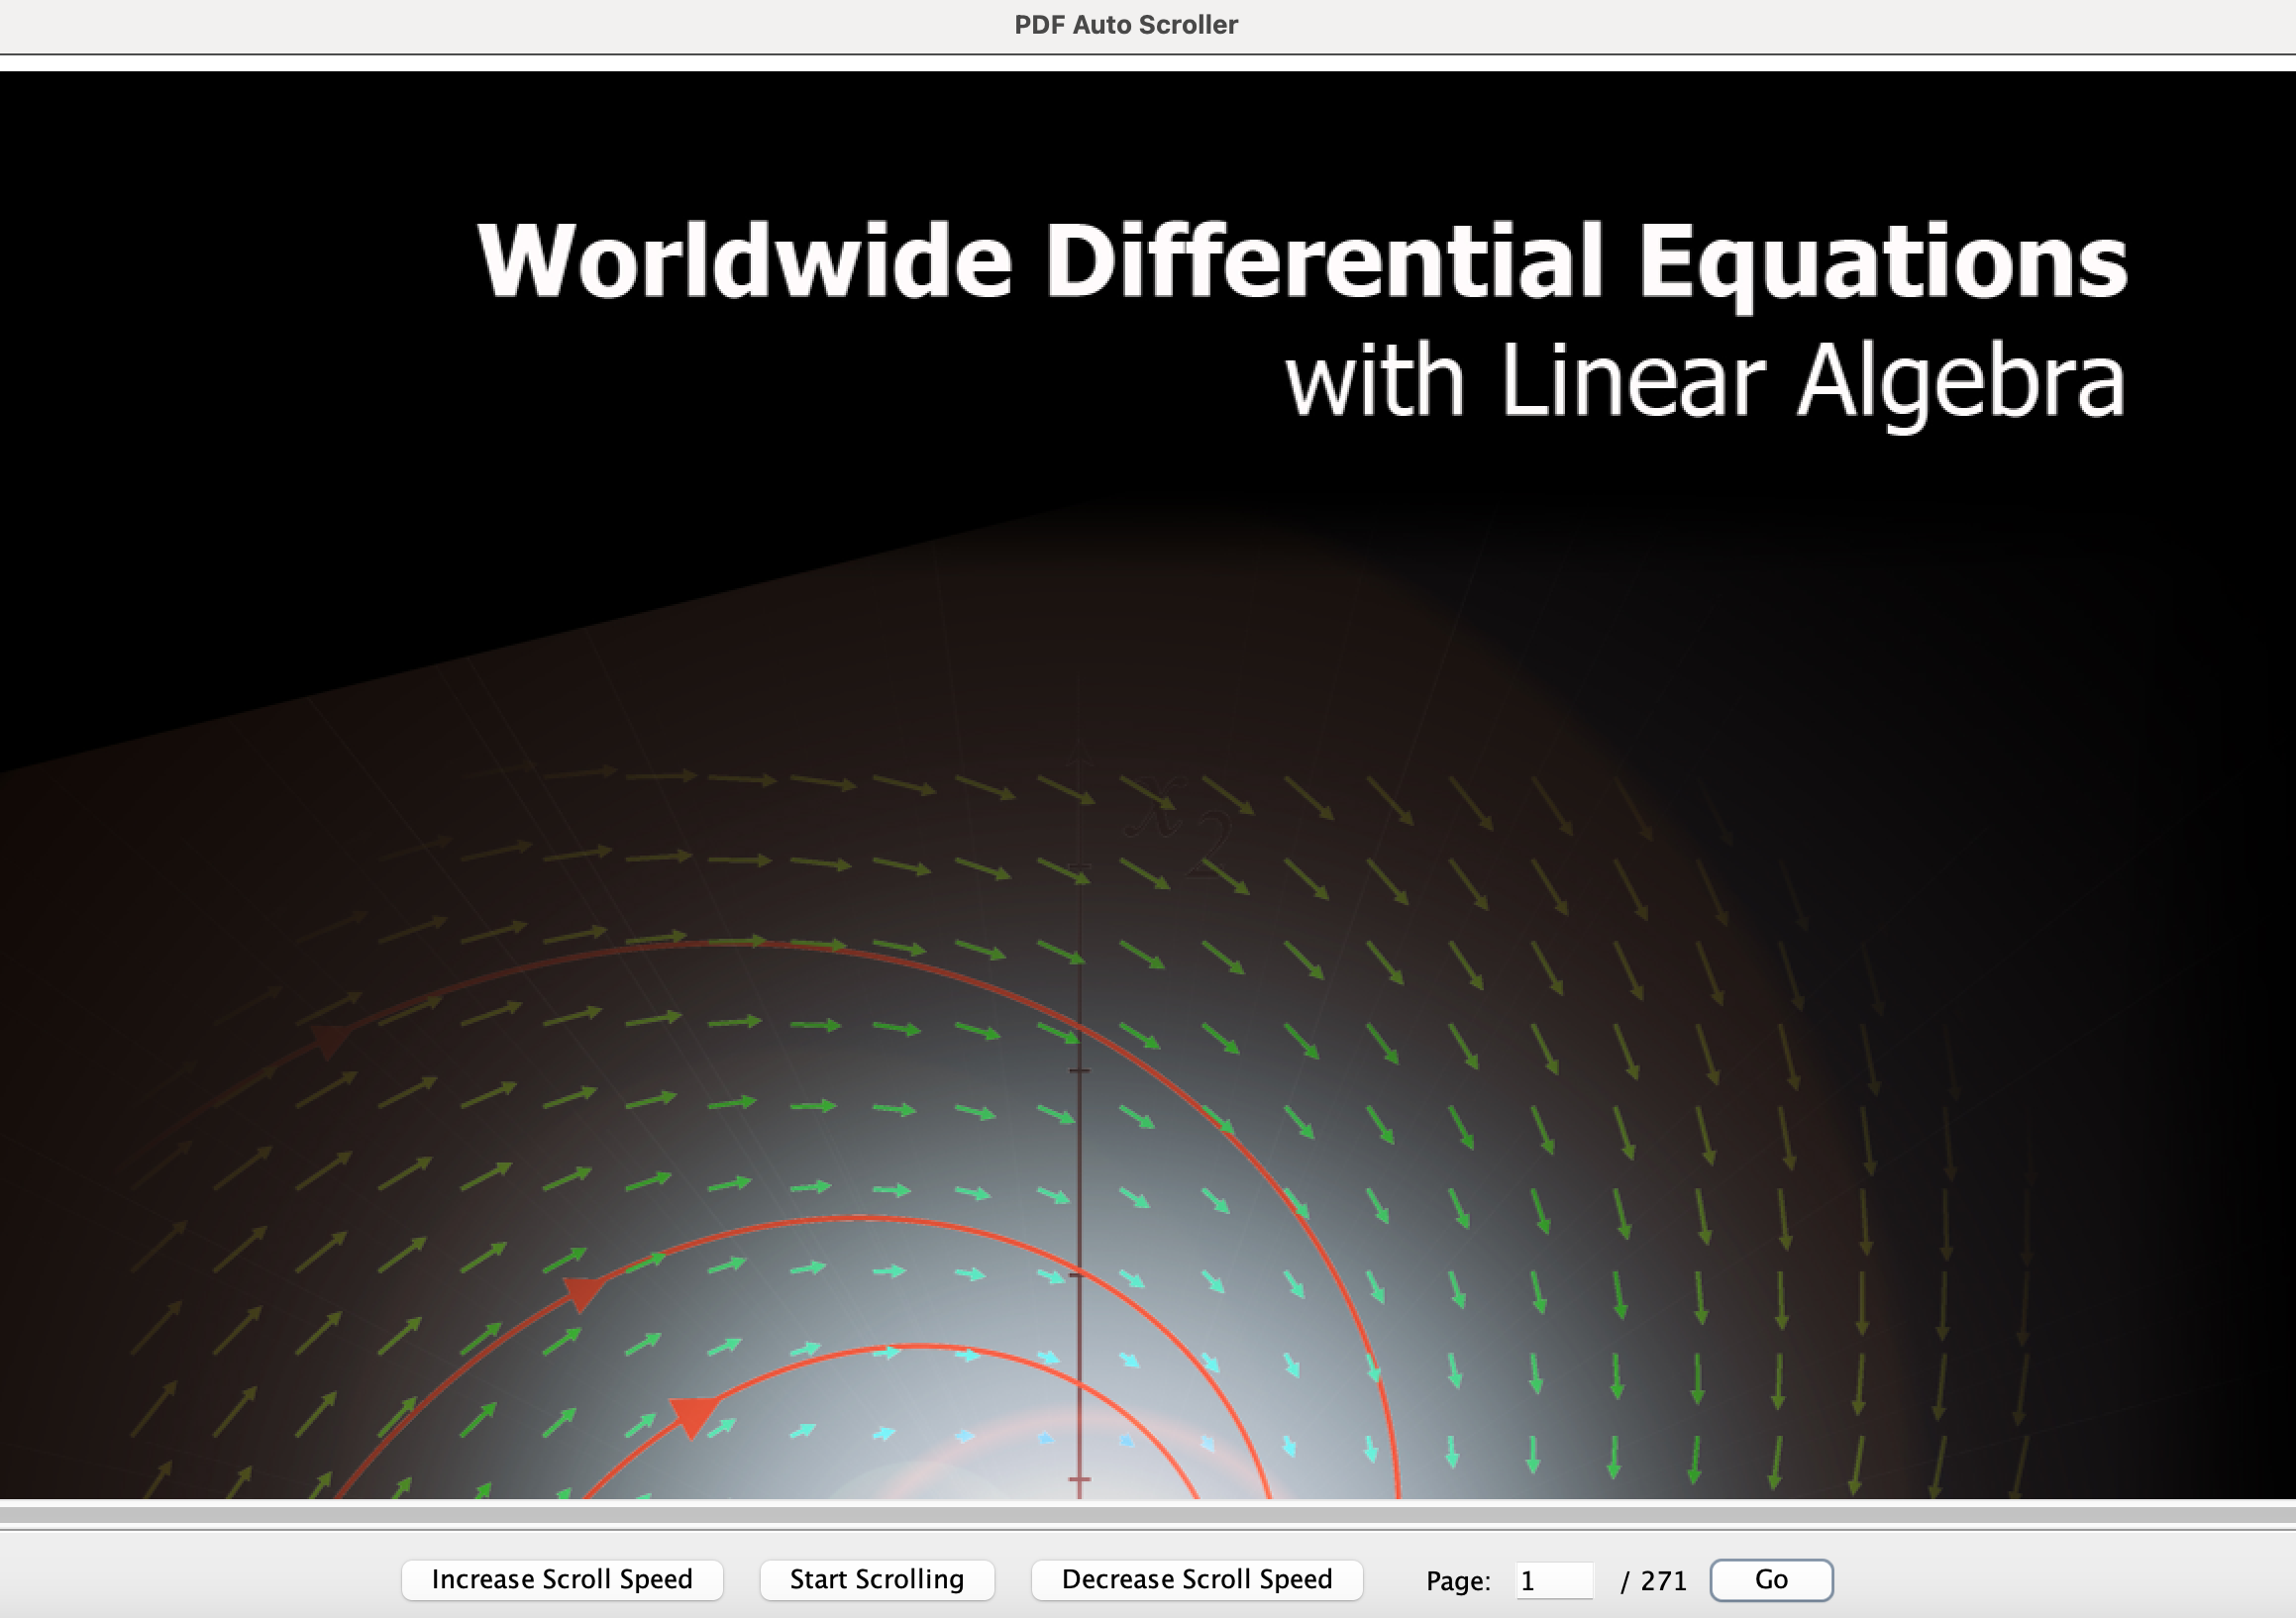 PDF Auto Scroller
Worldwide Differential Equations
with Linear Algebra
x2
Increase Scroll Speed Start Scrolling Decrease Scroll Speed Page: 1 / 271 Go